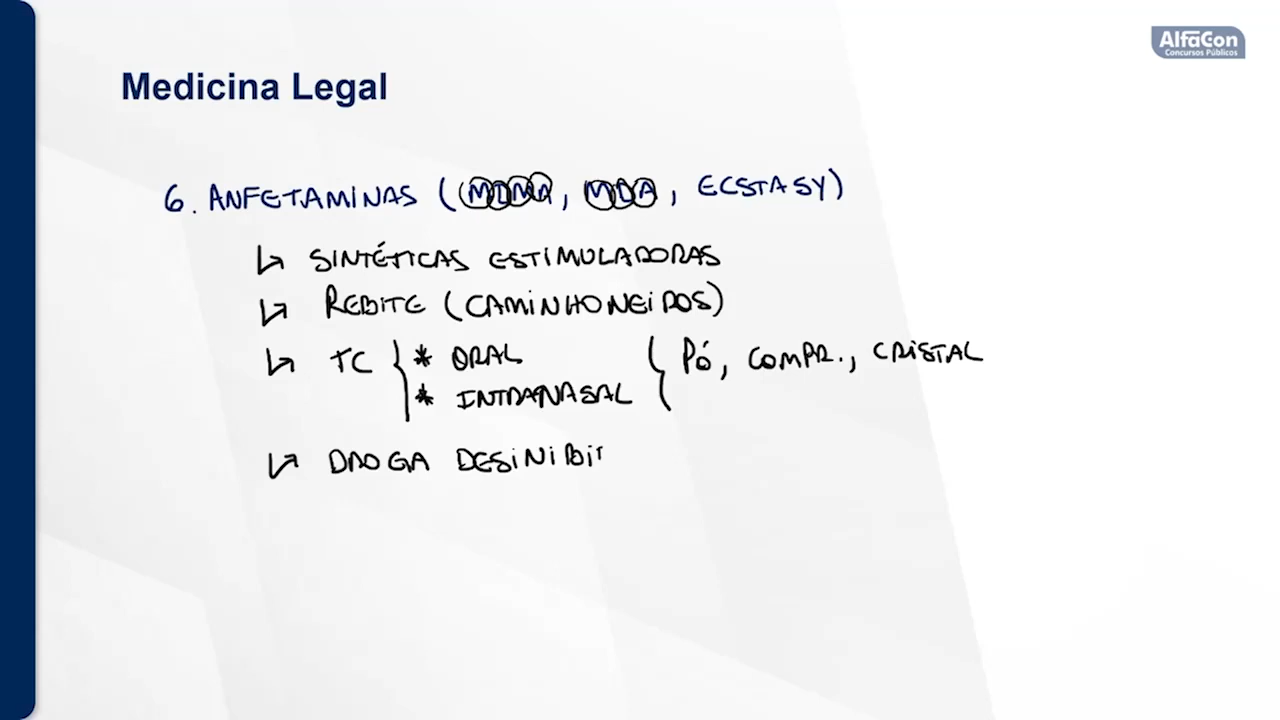 AlfaCon
Concursos Públicos
Medicina Legal
6. ANFETAMINAS (MDMA, MDA, ECSTASY)
↳ SINTÉTICAS ESTIMULADORAS
↳ REBITE (CAMINHONEIROS)
↳ TC { * ORAL { PÓ, COMPR., CRISTAL
* INTRANASAL
↳ DROGA DESINIBI